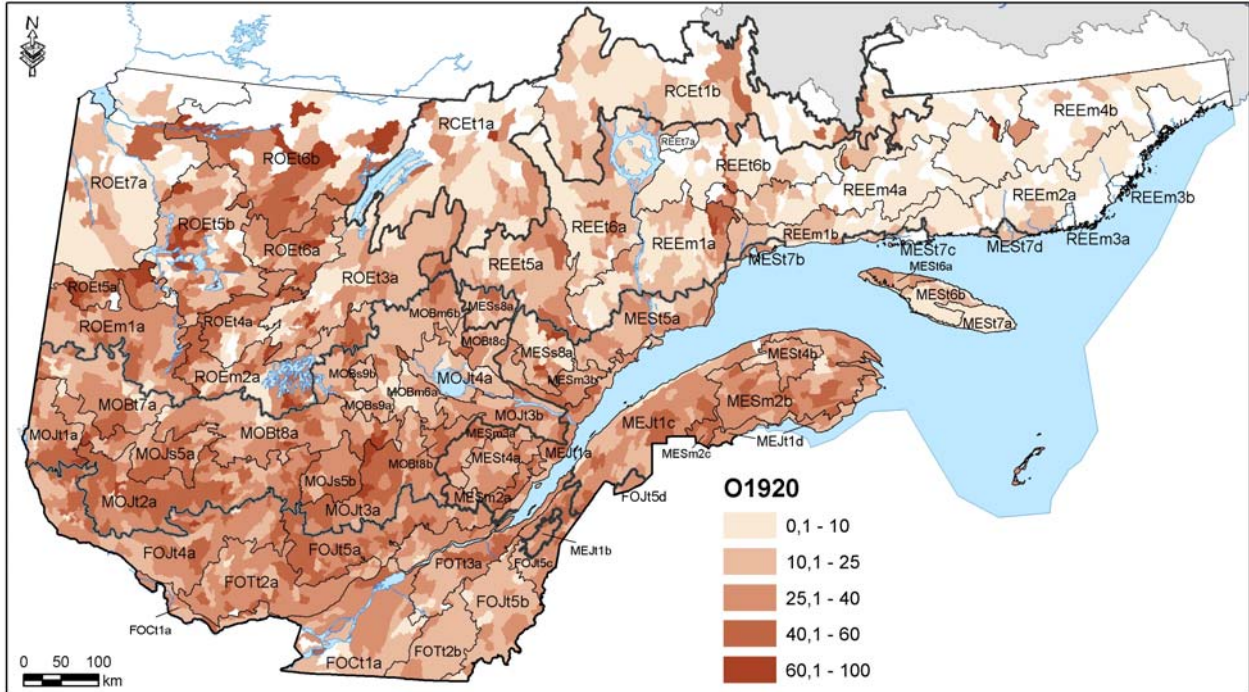 N
RCEt1b
REEm4b
RCEt1a
REEt7a
ROEt6b
REEt6b
ROEt7a
REEm4a
REEm2a
REEm3b
ROEt5b
REEt6a
REEm1a
REEm1b
MESt7c
MESt7d
REEm3a
ROEt6a
MESt7b
REEt5a
MESt6a
ROEt3a
ROEt5a
MESt6b
MOBm6b
MESs8a
MESt5a
MESt7a
ROEm1a
ROEt4a
MOBt8c
MESs8a
MESt4b
ROEm2a
MOBs9b
MOJt4a
MESm3b
MOBm6a
MOBt7a
MOBs9a
MOJt3b
MESm2b
MEJt1c
MOJt1a
MOBt8a
MESm3a
MEJt1d
MOJs5a
MEJt1a
MESm2c
MESt4a
MOBt8b
MOJs5b
FOJt5d
MOJt2a
MESm2a
MOJt3a
O1920
0,1 - 10
10,1 - 25
25,1 - 40
40,1 - 60
60,1 - 100
FOJt4a
FOJt5a
MEJt1b
FOTt3a
FOJt5c
FOTt2a
FOJt5b
FOCt1a
FOTt2b
FOCt1a
0 50 100
km